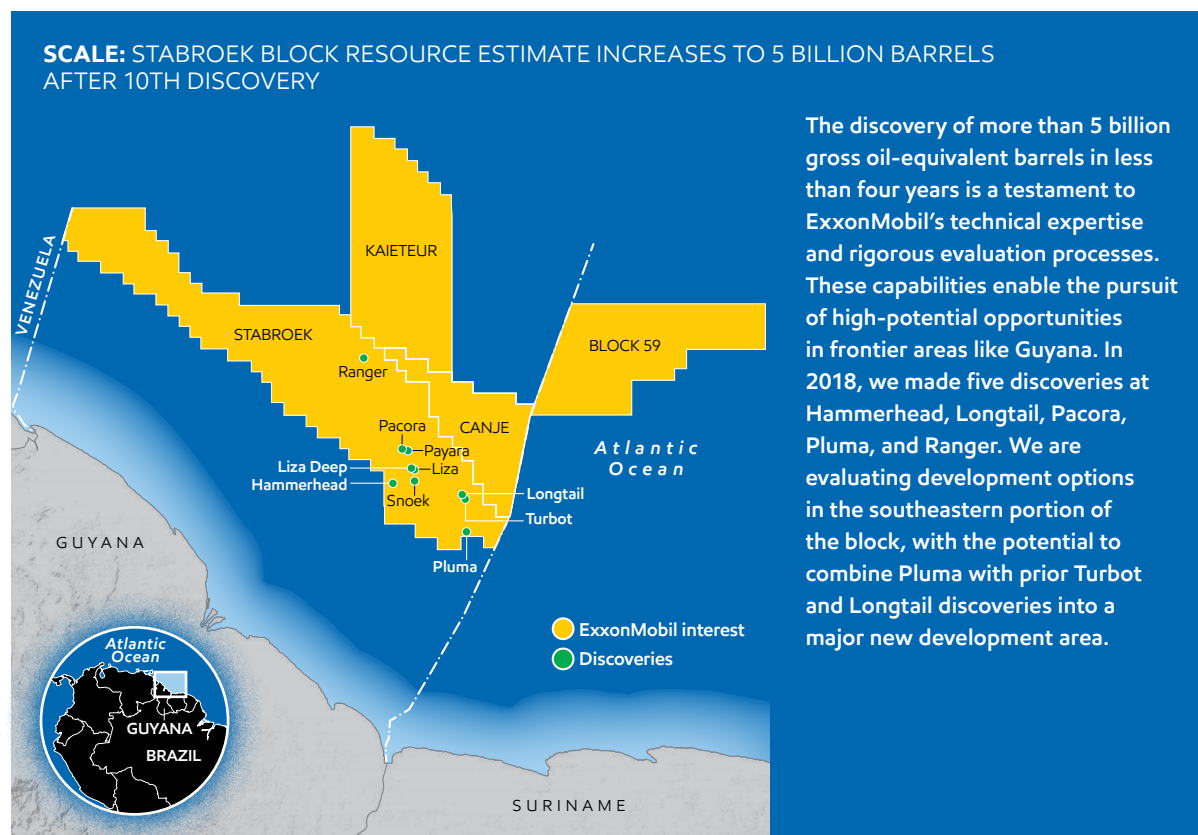 SCALE: STABROEK BLOCK RESOURCE ESTIMATE INCREASES TO 5 BILLION BARRELS
AFTER 10TH DISCOVERY
The discovery of more than 5 billion
gross oil-equivalent barrels in less
than four years is a testament to
ExxonMobil's technical expertise
and rigorous evaluation processes.
These capabilities enable the pursuit
of high-potential opportunities
in frontier areas like Guyana. In
2018, we made five discoveries at
Hammerhead, Longtail, Pacora,
Pluma, and Ranger. We are
evaluating development options
in the southeastern portion of
the block, with the potential to
combine Pluma with prior Turbot
and Longtail discoveries into a
major new development area.
VENEZUELA
KAIETEUR
STABROEK
BLOCK 59
Ranger
Pacora
CANJE
Payara
Atlantic
Ocean
Liza Deep
Liza
Hammerhead
Snoek
Longtail
Turbot
Pluma
GUYANA
ExxonMobil interest
Discoveries
Atlantic
Ocean
GUYANA
BRAZIL
SURINAME